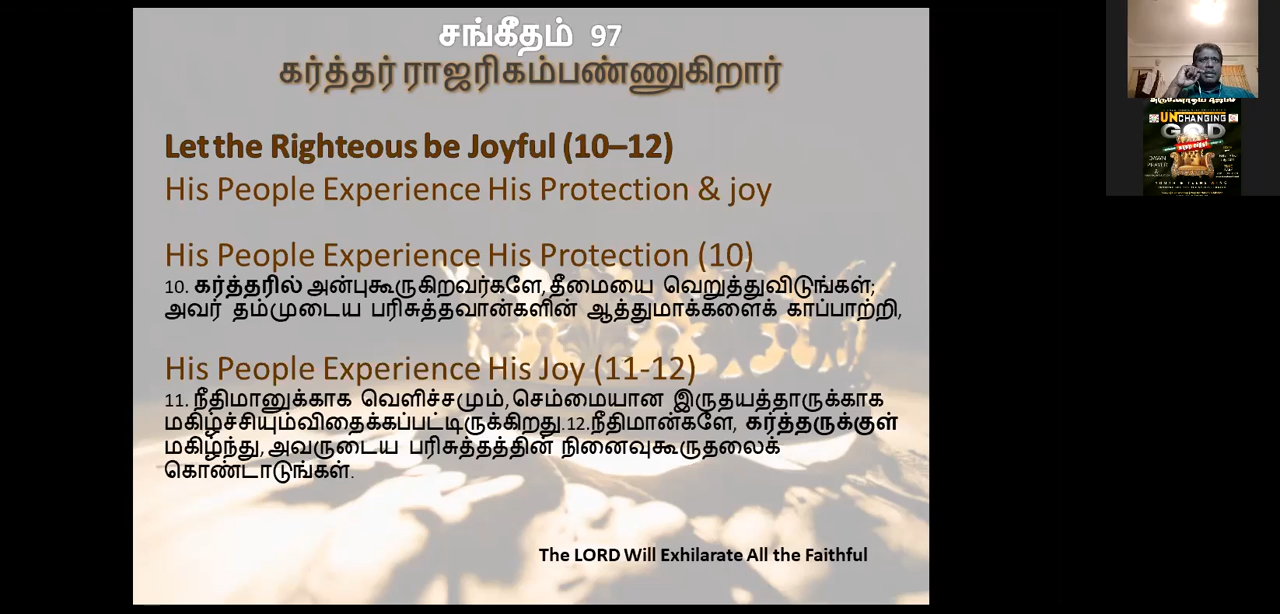 சங்கீதம் 97
கர்த்தர் ராஜரிகம்பண்ணுகிறார்
Let the Righteous be Joyful (10–12)
His People Experience His Protection & joy
His People Experience His Protection (10)
10. கர்த்தரில் அன்புகூருகிறவர்களே, தீமையை வெறுத்துவிடுங்கள்;
அவர் தம்முடைய பரிசுத்தவான்களின் ஆத்துமாக்களைக் காப்பாற்றி,
His People Experience His Joy (11-12)
11. நீதிமானுக்காக வெளிச்சமும், செம்மையான இருதயத்தாருக்காக
மகிழ்ச்சியும்விதைக்கப்பட்டிருக்கிறது.12.நீதிமான்களே, கர்த்தருக்குள்
மகிழ்ந்து, அவருடைய பரிசுத்தத்தின் நினைவுகூருதலைக்
கொண்டாடுங்கள்.
The LORD Will Exhilarate All the Faithful
UNCHANGING
GOD
DAWN
PRAYER